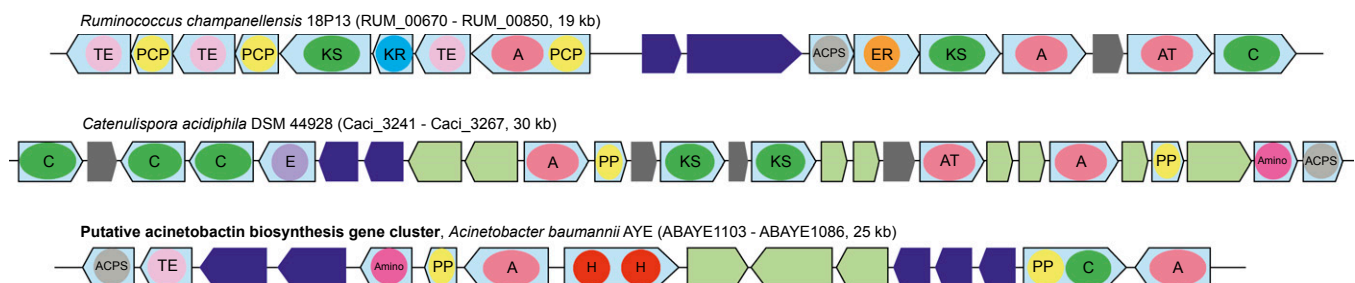 Ruminococcus champanellensis 18P13 (RUM_00670 - RUM_00850, 19 kb)
TE PCP TE PCP KS KR TE A PCP ACPS ER KS A AT C
Catenulispora acidiphila DSM 44928 (Caci_3241 - Caci_3267, 30 kb)
C C C E A PP KS KS AT A PP Amino ACPS
Putative acinetobactin biosynthesis gene cluster, Acinetobacter baumannii AYE (ABAYE1103 - ABAYE1086, 25 kb)
ACPS TE Amino PP A H H PP C A